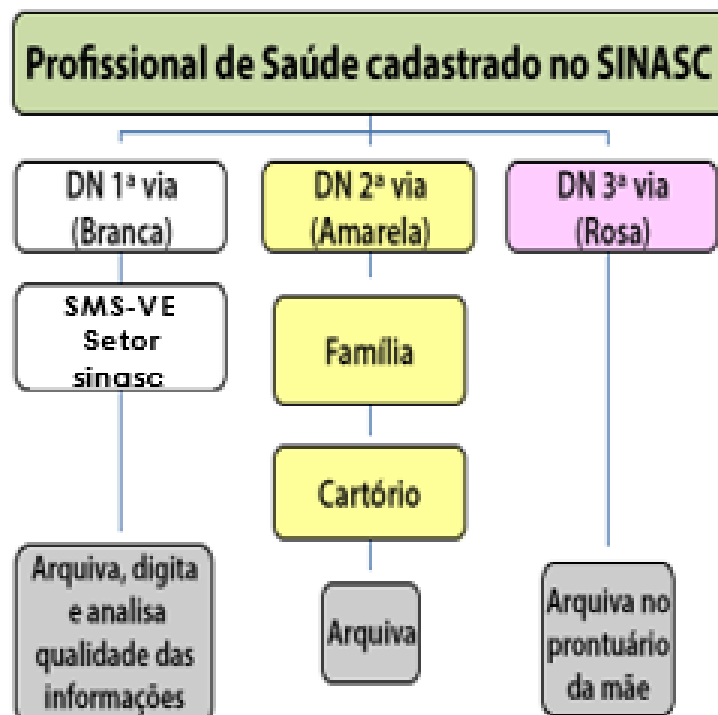 Profissional de Saúde cadastrado no SINASC
DN 1ª via
(Branca)
DN 2ª via
(Amarela)
DN 3ª via
(Rosa)
SMS-VE
Setor
sinasc
Família
Cartório
Arquiva, digita
e analisa
qualidade das
informações
Arquiva
Arquiva no
prontuário
da mãe